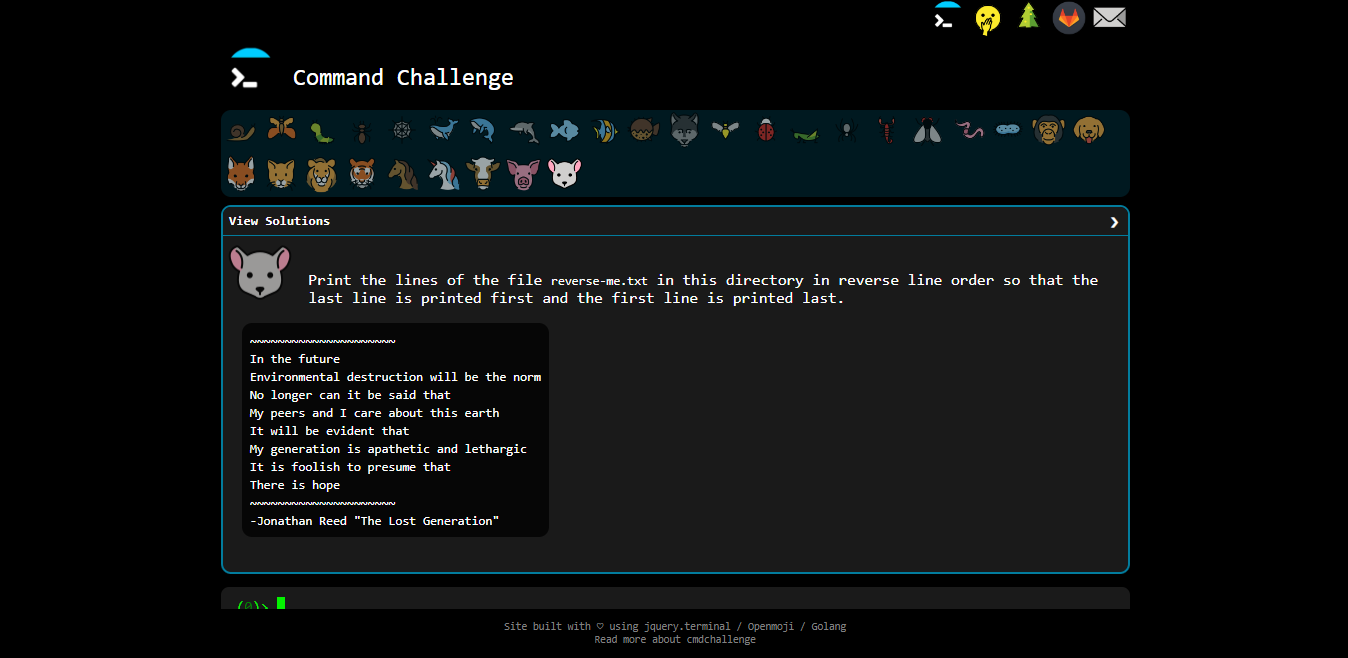 Command Challenge
View Solutions
Print the lines of the file reverse-me.txt in this directory in reverse line order so that the
last line is printed first and the first line is printed last.
~~~~~~~~~~~~~~~~~~~~~
In the future
Environmental destruction will be the norm
No longer can it be said that
My peers and I care about this earth
It will be evident that
My generation is apathetic and lethargic
It is foolish to presume that
There is hope
~~~~~~~~~~~~~~~~~~~~~
-Jonathan Reed "The Lost Generation"
(0)>
Site built with ♡ using jquery.terminal / Openmoji / Golang
Read more about cmdchallenge